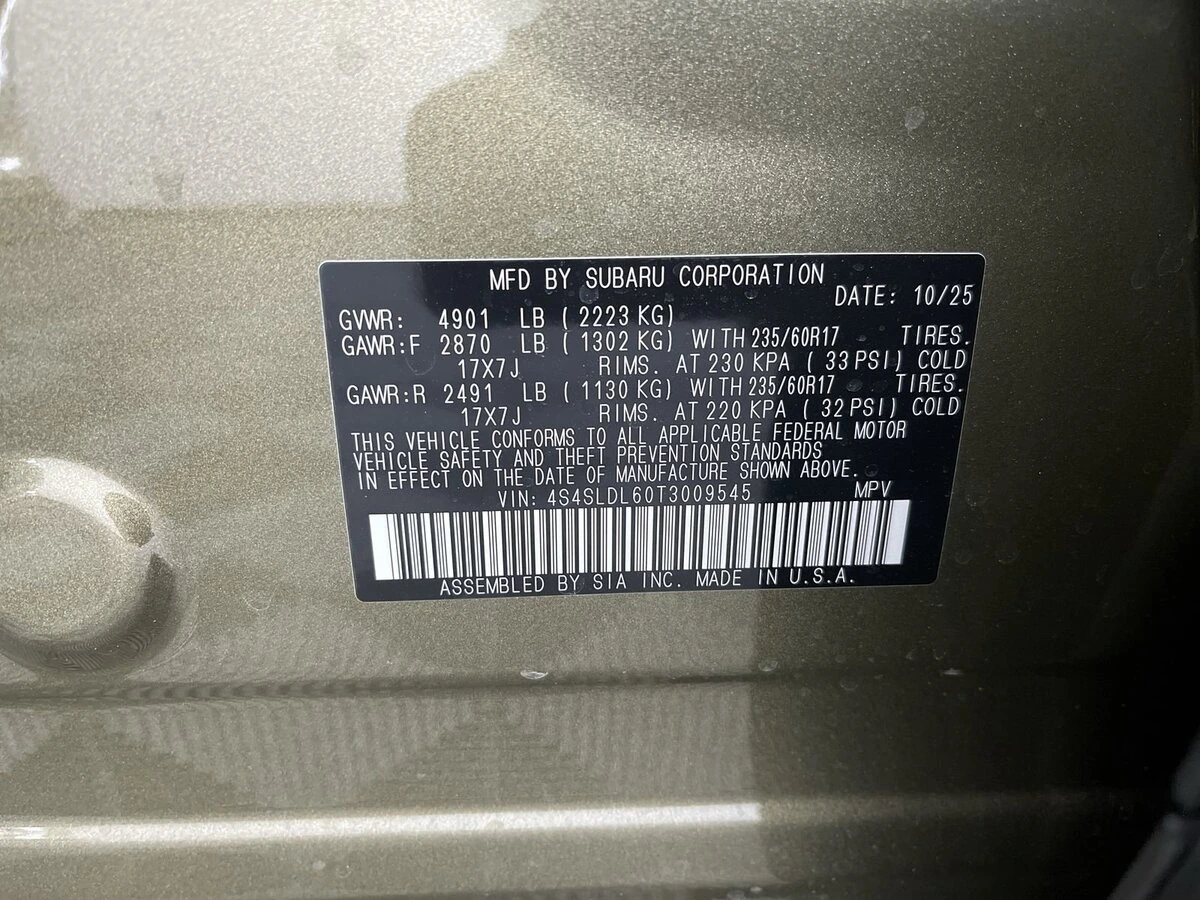 MFD BY SUBARU CORPORATION
DATE: 10/25
GVWR: 4901 LB ( 2223 KG)
GAWR:F 2870 LB ( 1302 KG) WITH 235/60R17 TIRES.
17X7J RIMS. AT 230 KPA ( 33 PSI) COLD
GAWR:R 2491 LB ( 1130 KG) WITH 235/60R17 TIRES.
17X7J RIMS. AT 220 KPA ( 32 PSI) COLD
THIS VEHICLE CONFORMS TO ALL APPLICABLE FEDERAL MOTOR
VEHICLE SAFETY AND THEFT PREVENTION STANDARDS
IN EFFECT ON THE DATE OF MANUFACTURE SHOWN ABOVE.
VIN: 4S4SLDL60T3009545 MPV
ASSEMBLED BY SIA INC. MADE IN U.S.A.